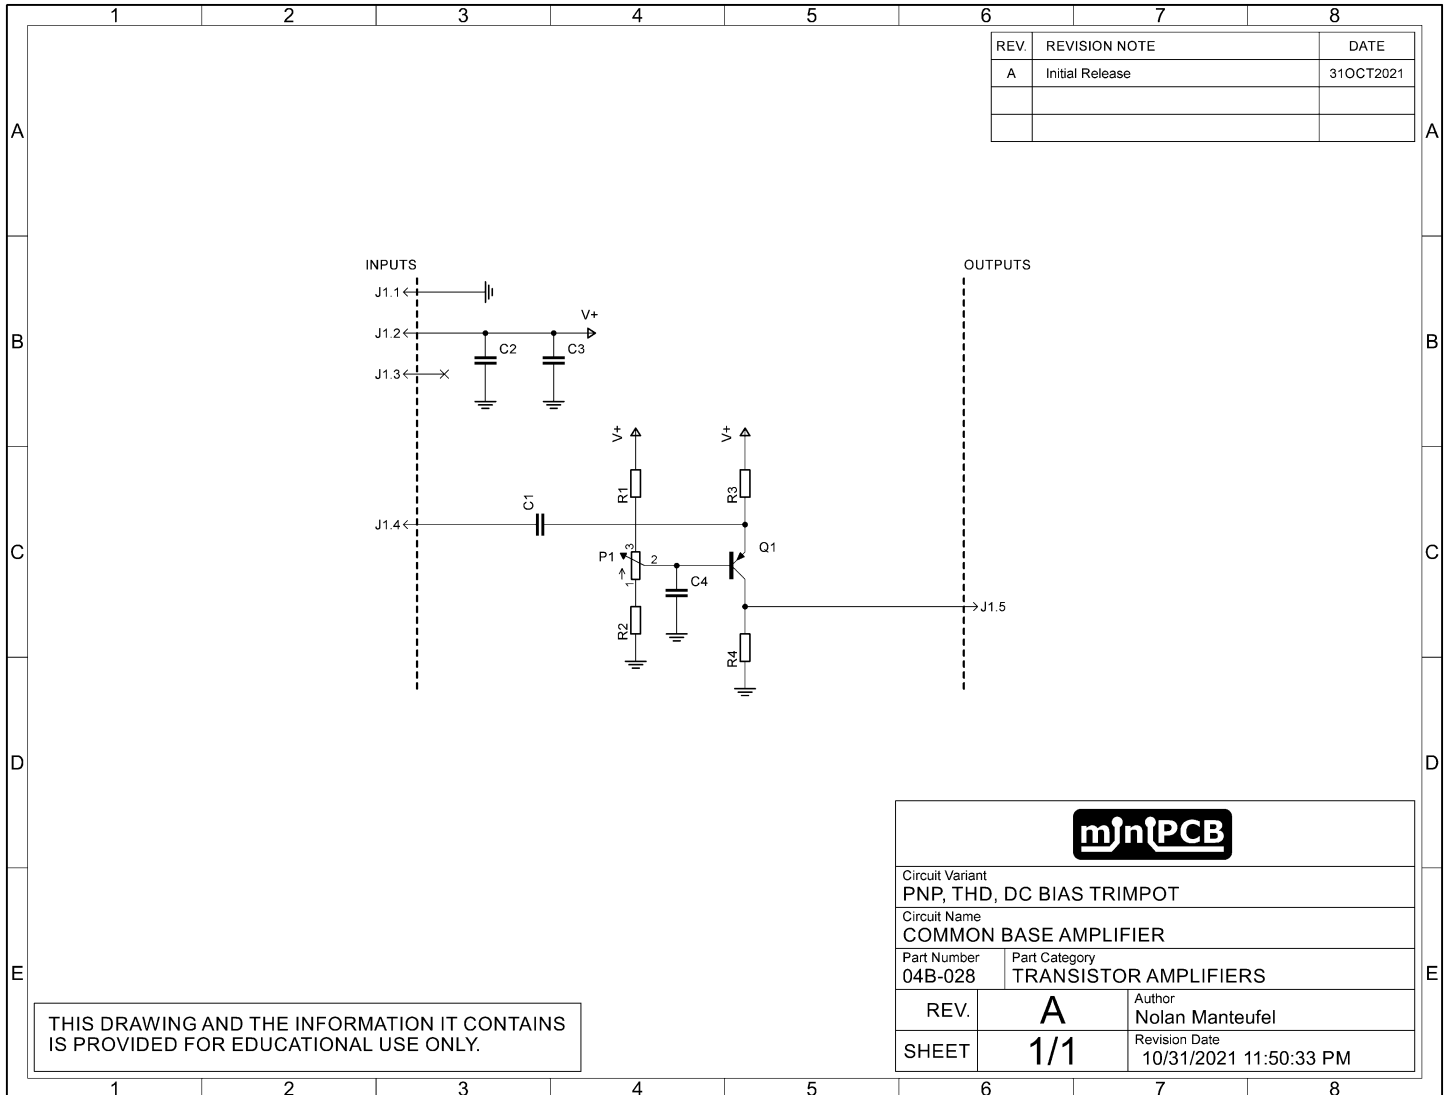 1 2 3 4 5 6 7 8
REV. REVISION NOTE DATE
A Initial Release 31OCT2021
A A
INPUTS OUTPUTS
J1.1
V+
J1.2
C2 C3
B B
J1.3
V+ V+
R1 R3
C1
J1.4
C C
P1 3 2 1
Q1
C4
J1.5
R2
R4
D D
miniPCB
Circuit Variant
PNP, THD, DC BIAS TRIMPOT
Circuit Name
COMMON BASE AMPLIFIER
Part Number Part Category
04B-028 TRANSISTOR AMPLIFIERS
E E
REV. A Author
Nolan Manteufel
SHEET 1/1 Revision Date
10/31/2021 11:50:33 PM
THIS DRAWING AND THE INFORMATION IT CONTAINS
IS PROVIDED FOR EDUCATIONAL USE ONLY.
1 2 3 4 5 6 7 8